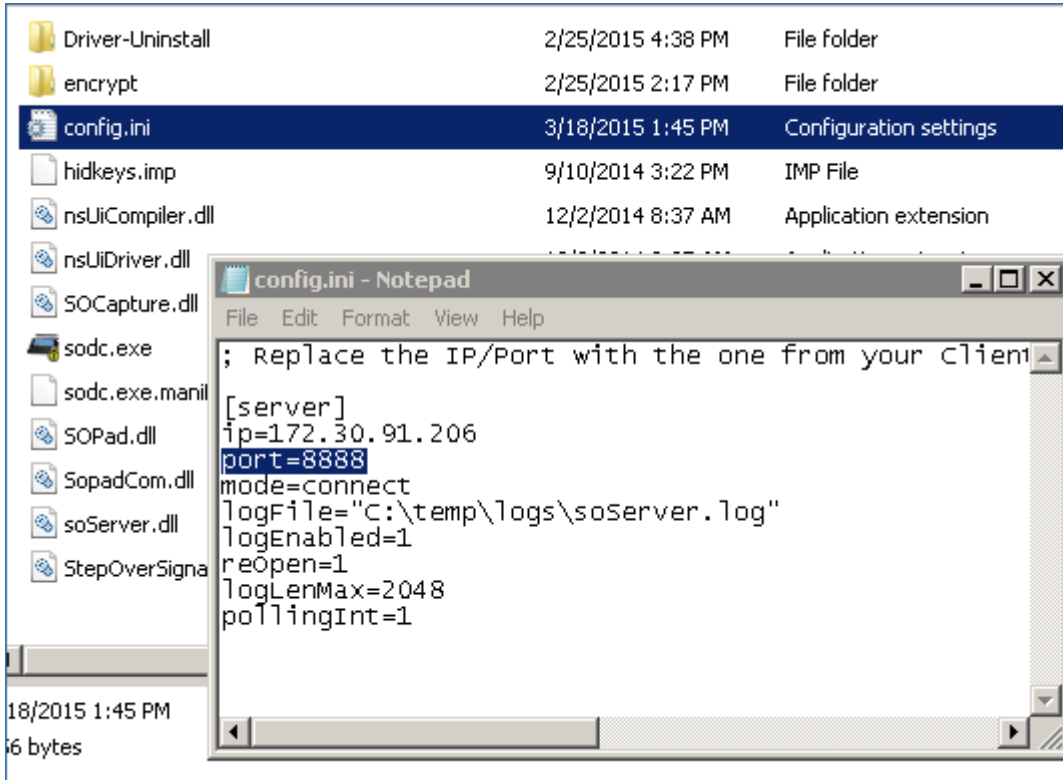 Driver-Uninstall 2/25/2015 4:38 PM File folder
encrypt 2/25/2015 2:17 PM File folder
config.ini 3/18/2015 1:45 PM Configuration settings
hidkeys.imp 9/10/2014 3:22 PM IMP File
nsUiCompiler.dll 12/2/2014 8:37 AM Application extension
nsUiDriver.dll
SOCapture.dll
sodc.exe
sodc.exe.mani
SOPad.dll
SopadCom.dll
soServer.dll
StepOverSigna
config.ini - Notepad
File Edit Format View Help
; Replace the IP/Port with the one from your Client
[server]
ip=172.30.91.206
port=8888
mode=connect
logFile="C:\temp\logs\soServer.log"
logEnabled=1
reOpen=1
logLenMax=2048
pollingInt=1
18/2015 1:45 PM
6 bytes